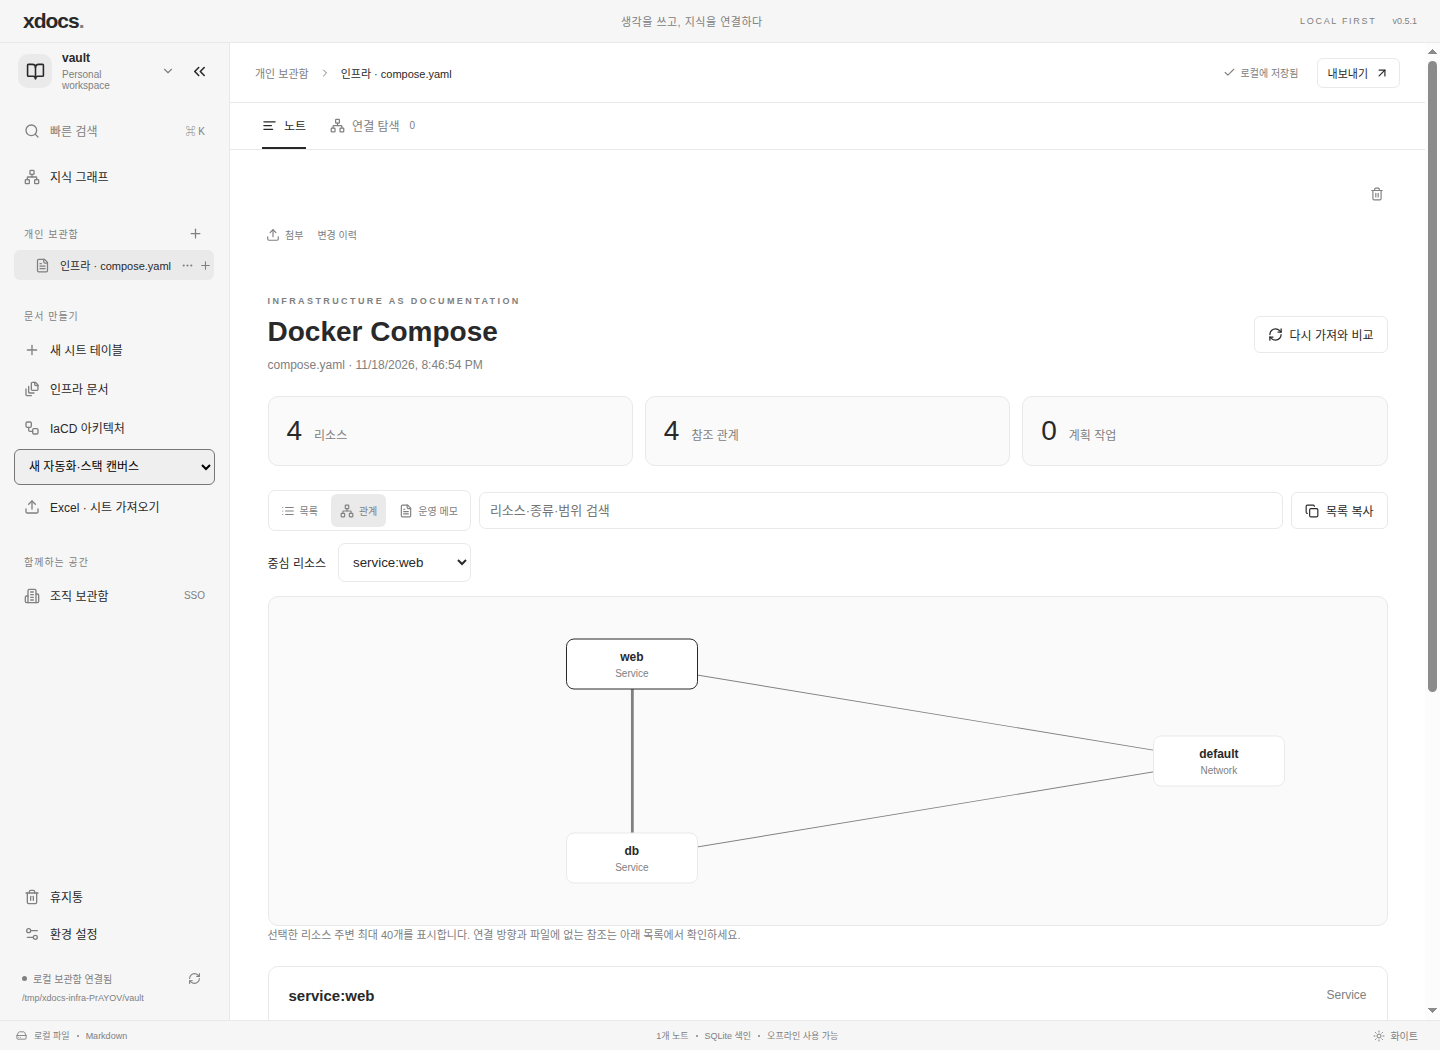 xdocs.
생각을 쓰고, 지식을 연결하다
LOCAL FIRST
v0.5.1
vault
Personal workspace
빠른 검색
⌘ K
지식 그래프
개인 보관함
인프라 · compose.yaml
문서 만들기
새 시트 테이블
인프라 문서
IaCD 아키텍처
새 자동화·스택 캔버스
Excel · 시트 가져오기
함께하는 공간
조직 보관함
SSO
휴지통
환경 설정
로컬 보관함 연결됨
/tmp/xdocs-infra-PrAYOV/vault
개인 보관함
인프라 · compose.yaml
로컬에 저장됨
내보내기
노트
연결 탐색 0
첨부
변경 이력
INFRASTRUCTURE AS DOCUMENTATION
Docker Compose
compose.yaml · 11/18/2026, 8:46:54 PM
다시 가져와 비교
4 리소스
4 참조 관계
0 계획 작업
목록
관계
운영 메모
리소스·종류·범위 검색
목록 복사
중심 리소스
service:web
web
Service
default
Network
db
Service
선택한 리소스 주변 최대 40개를 표시합니다. 연결 방향과 파일에 없는 참조는 아래 목록에서 확인하세요.
service:web
Service
로컬 파일 • Markdown
1개 노트 • SQLite 색인 • 오프라인 사용 가능
화이트